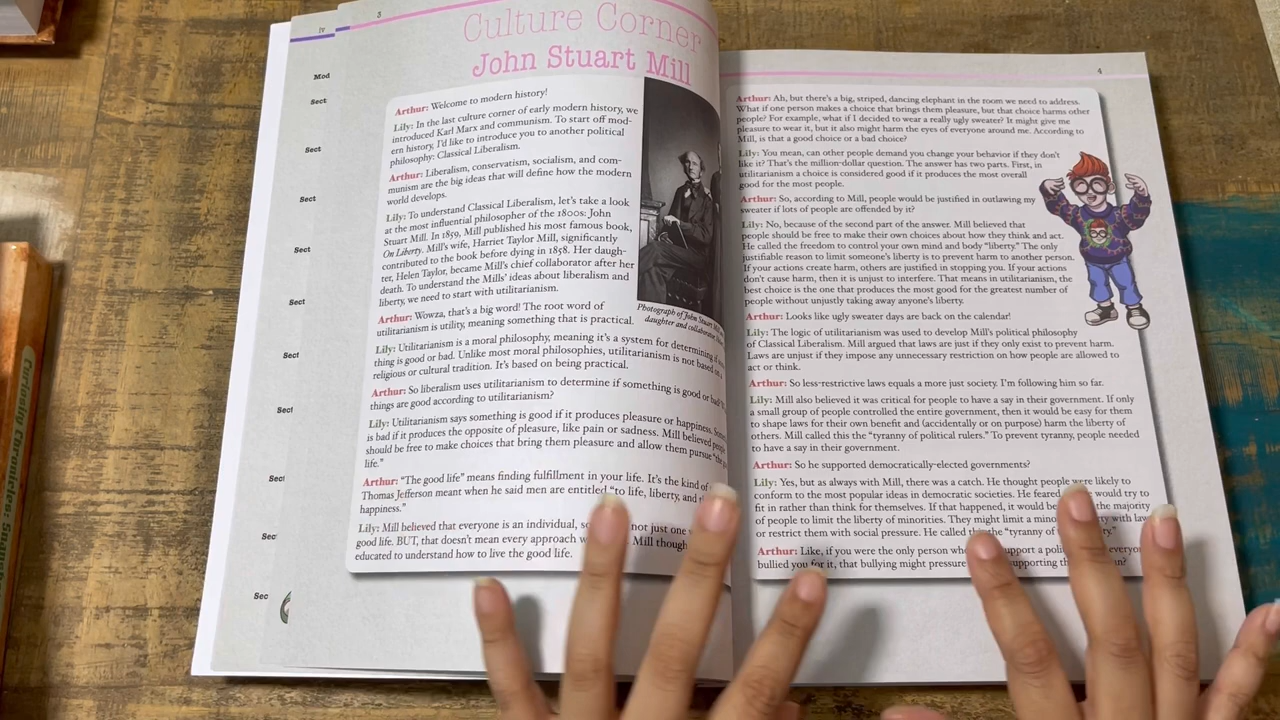 iv
5
Mod
Sect
Sect
Sect
Sect
Sect
Sect
Sect
Sec
Sec
Sec
Curiosity Chronicles:
Culture Corner
John Stuart Mill
Arthur: Welcome to modern history!
Lily: In the last culture corner of early modern history, we
introduced Karl Marx and communism. To start off mod-
ern history, I'd like to introduce you to another political
philosophy: Classical Liberalism.
Arthur: Liberalism, conservatism, socialism, and com-
munism are the big ideas that will define how the modern
world develops.
Lily: To understand Classical Liberalism, let's take a look
at the most influential philosopher of the 1800s: John
Stuart Mill. In 1859, Mill published his most famous book,
On Liberty. Mill's wife, Harriet Taylor Mill, significantly
contributed to the book before dying in 1858. Her daugh-
ter, Helen Taylor, became Mill's chief collaborator after her
death. To understand the Mills' ideas about liberalism and
liberty, we need to start with utilitarianism.
Photograph of John Stuart Mill
daughter and collaborator,
Arthur: Wowza, that's a big word! The root word of
utilitarianism is utility, meaning something that is practical.
Lily: Utilitarianism is a moral philosophy, meaning it's a system for determining if
thing is good or bad. Unlike most moral philosophies, utilitarianism is not based on
religious or cultural tradition. It's based on being practical.
Arthur: So liberalism uses utilitarianism to determine if something is good or bad?
things are good according to utilitarianism?
Lily: Utilitarianism says something is good if it produces pleasure or happiness.
is bad if it produces the opposite of pleasure, like pain or sadness. Mill believed people
should be free to make choices that bring them pleasure and allow them pursue "the
life."
Arthur: "The good life" means finding fulfillment in your life. It's the kind of
Thomas Jefferson meant when he said men are entitled "to life, liberty, and
happiness."
Lily: Mill believed that everyone is an individual, not just one
good life. BUT, that doesn't mean every approach Mill
educated to understand how to live the good life.
4
Arthur: Ah, but there's a big, striped, dancing elephant in the room we need to address.
What if one person makes a choice that brings them pleasure, but that choice harms other
people? For example, what if I decided to wear a really ugly sweater? It might give me
pleasure to wear it, but it also might harm the eyes of everyone around me. According to
Mill, is that a good choice or a bad choice?
Lily: You mean, can other people demand you change your behavior if they don't
like it? That's the million-dollar question. The answer has two parts. First, in
utilitarianism a choice is considered good if it produces the most overall
good for the most people.
Arthur: So, according to Mill, people would be justified in outlawing my
sweater if lots of people are offended by it?
Lily: No, because of the second part of the answer. Mill believed that
people should be free to make their own choices about how they think and act.
He called the freedom to control your own mind and body "liberty." The only
justifiable reason to limit someone's liberty is to prevent harm to another person.
If your actions create harm, others are justified in stopping you. If your actions
don't cause harm, then it is unjust to interfere. That means in utilitarianism, the
best choice is the one that produces the most good for the greatest number of
people without unjustly taking away anyone's liberty.
Arthur: Looks like ugly sweater days are back on the calendar!
Lily: The logic of utilitarianism was used to develop Mill's political philosophy
of Classical Liberalism. Mill argued that laws are just if they only exist to prevent harm.
Laws are unjust if they impose any unnecessary restriction on how people are allowed to
act or think.
Arthur: So less-restrictive laws equals a more just society. I'm following him so far.
Lily: Mill also believed it was critical for people to have a say in their government. If only
a small group of people controlled the entire government, then it would be easy for them
to shape laws for their own benefit and (accidentally or on purpose) harm the liberty of
others. Mill called this the "tyranny of political rulers." To prevent tyranny, people needed
to have a say in their government.
Arthur: So he supported democratically-elected governments?
Lily: Yes, but as always with Mill, there was a catch. He thought people were likely to
conform to the most popular ideas in democratic societies. He feared would try to
fit in rather than think for themselves. If that happened, it would be the majority
of people to limit the liberty of minorities. They might limit a with law
or restrict them with social pressure. He called the "tyranny of
Arthur: Like, if you were the only person support a everyon
bullied you for it, that bullying might pressure supporting